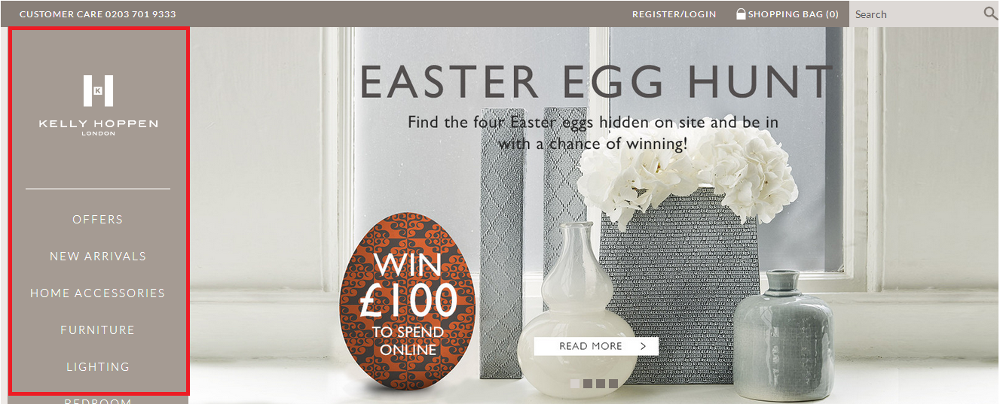 CUSTOMER CARE 0203 701 9333
REGISTER/LOGIN
SHOPPING BAG (0)
Search
K
KELLY HOPPEN
LONDON
OFFERS
NEW ARRIVALS
HOME ACCESSORIES
FURNITURE
LIGHTING
BEDROOM
EASTER EGG HUNT
Find the four Easter eggs hidden on site and be in
with a chance of winning!
WIN
£100
TO SPEND
ONLINE
READ MORE >